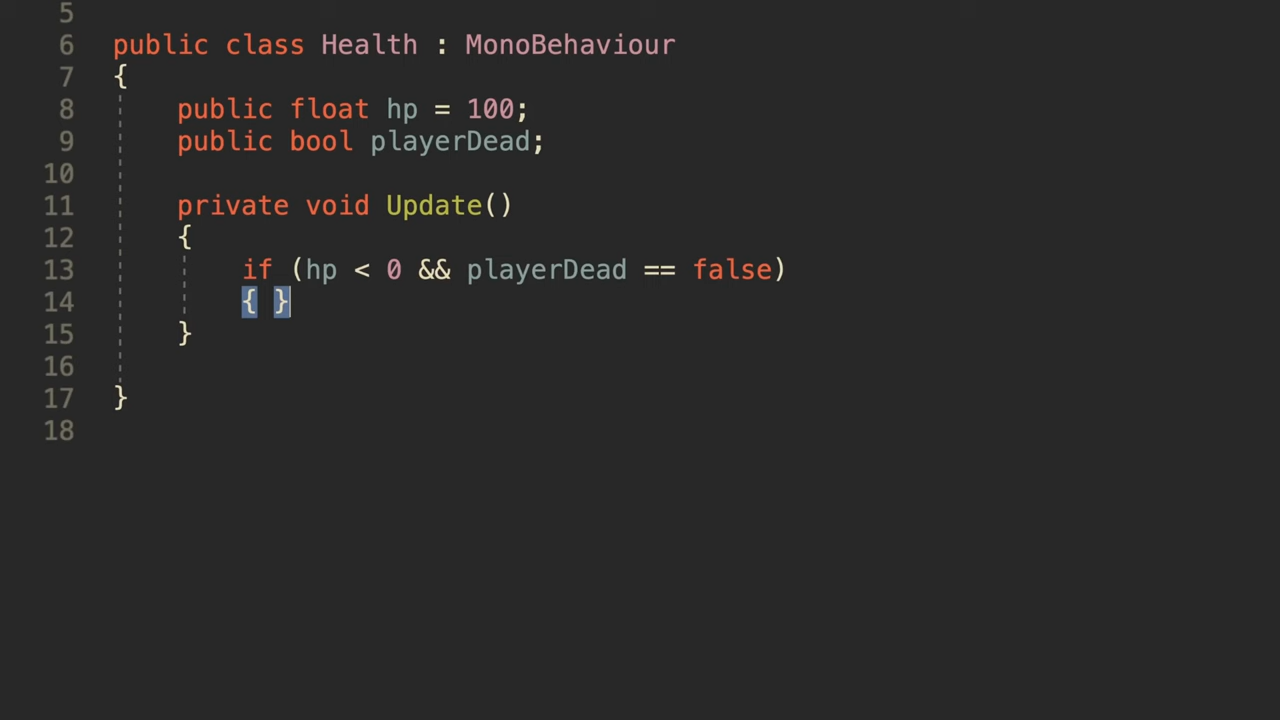 5
6 public class Health : MonoBehaviour
7 {
8 public float hp = 100;
9 public bool playerDead;
10
11 private void Update()
12 {
13 if (hp < 0 && playerDead == false)
14 { }
15 }
16
17 }
18